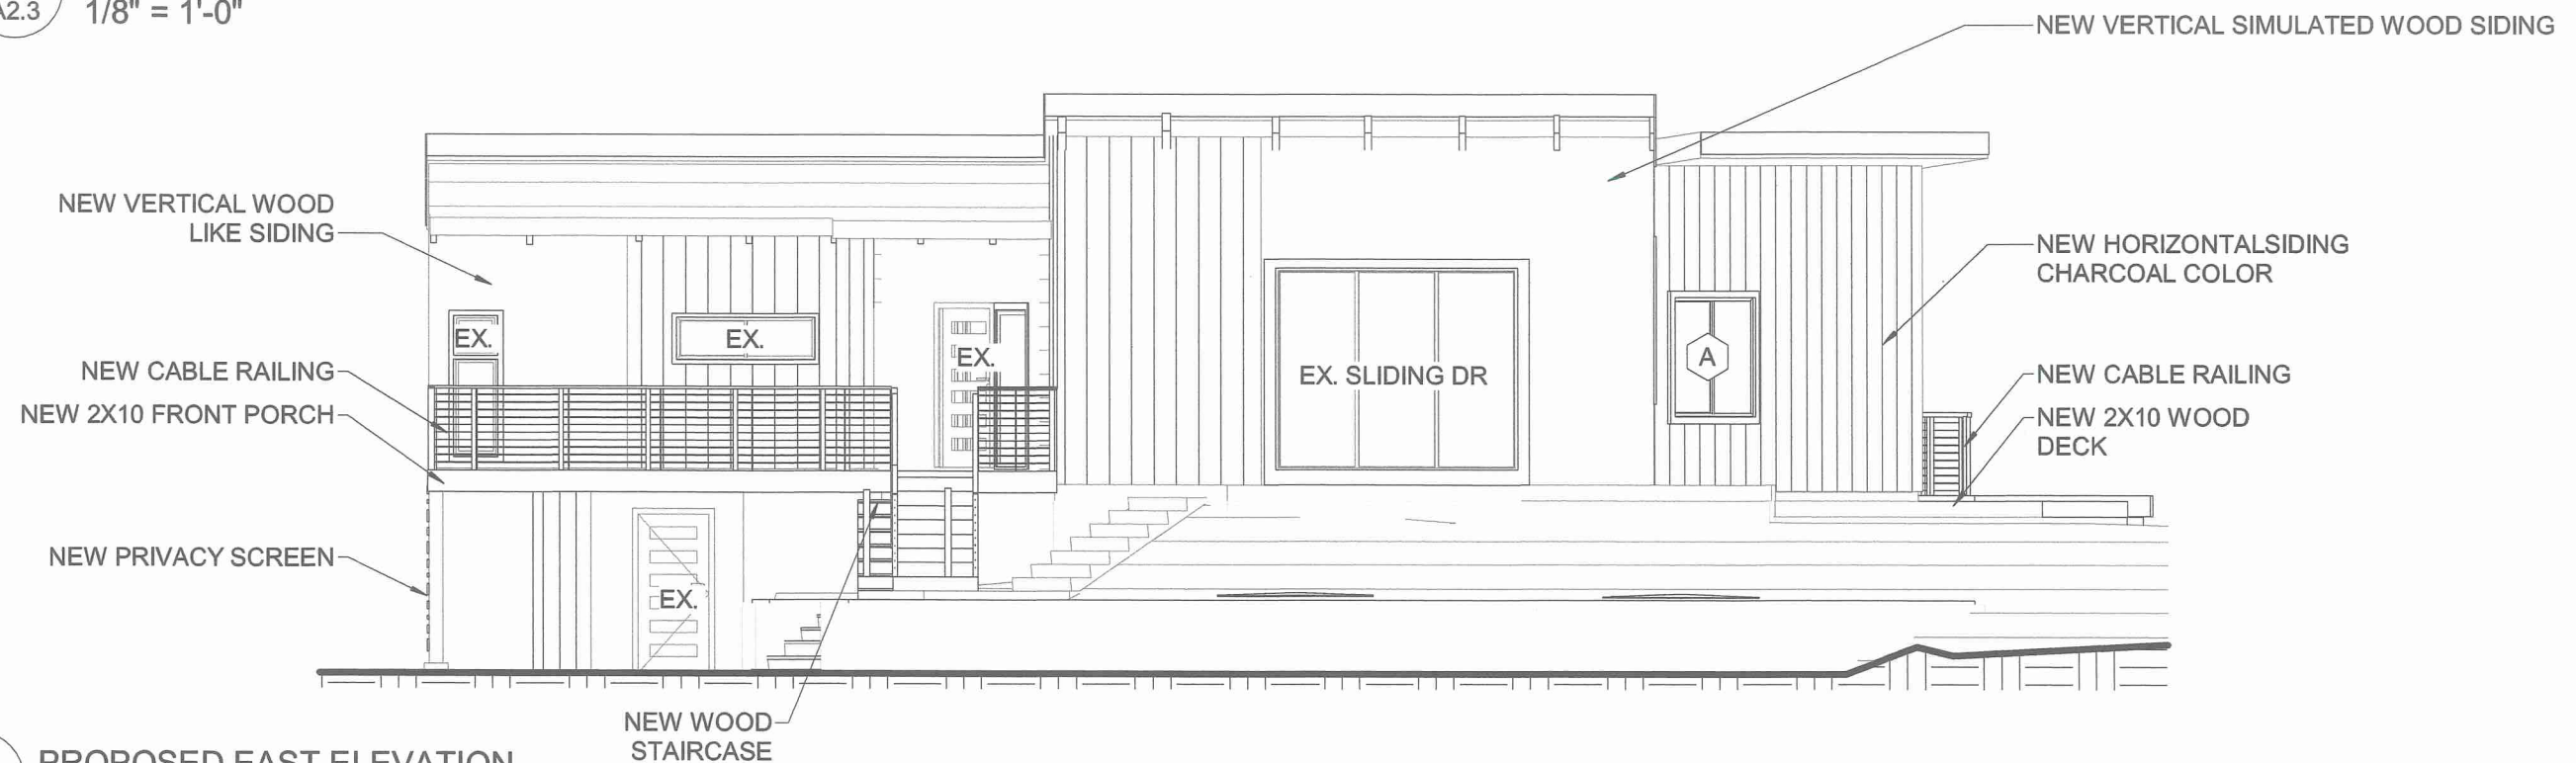 A2.3
1/8" = 1'-0"
NEW VERTICAL SIMULATED WOOD SIDING
NEW VERTICAL WOOD
LIKE SIDING
NEW HORIZONTALSIDING
CHARCOAL COLOR
EX.
EX.
EX.
EX. SLIDING DR
A
NEW CABLE RAILING
NEW 2X10 FRONT PORCH
NEW CABLE RAILING
NEW 2X10 WOOD
DECK
NEW PRIVACY SCREEN
EX.
NEW WOOD
STAIRCASE
PROPOSED EAST ELEVATION